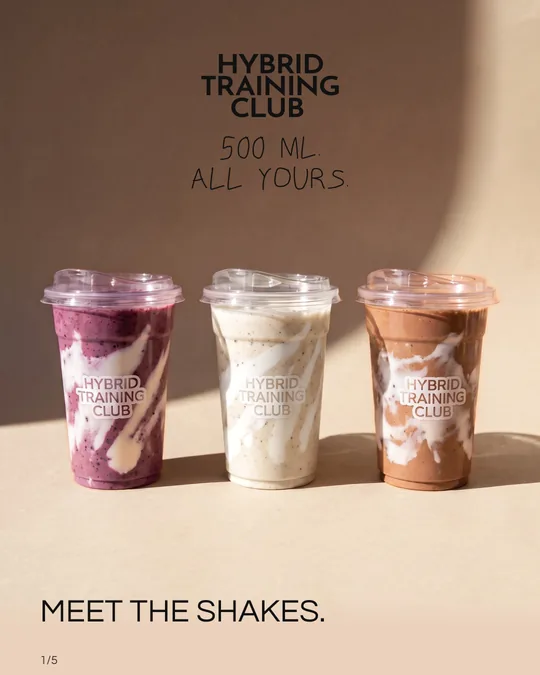 HYBRID
TRAINING
CLUB
500 ML.
ALL YOURS.
HYBRID
TRAINING
CLUB
HYBRID
TRAINING
CLUB
HYBRID
TRAINING
CLUB
MEET THE SHAKES.
1/5